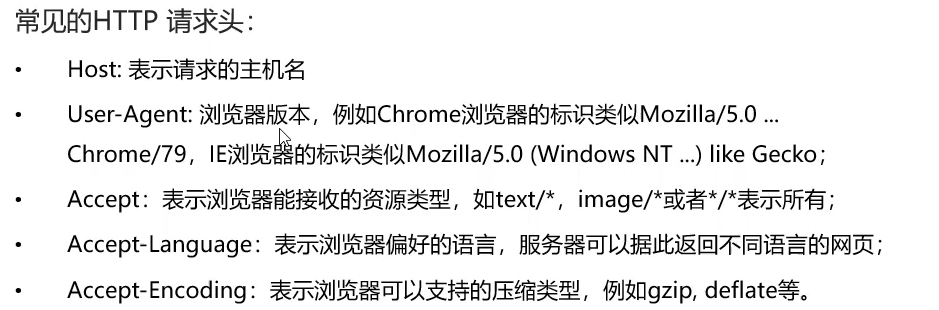 常见的HTTP 请求头：
• Host: 表示请求的主机名
• User-Agent: 浏览器版本，例如Chrome浏览器的标识类似Mozilla/5.0 ...
Chrome/79，IE浏览器的标识类似Mozilla/5.0 (Windows NT ...) like Gecko；
• Accept：表示浏览器能接收的资源类型，如text/*，image/*或者*/*表示所有；
• Accept-Language：表示浏览器偏好的语言，服务器可以据此返回不同语言的网页；
• Accept-Encoding：表示浏览器可以支持的压缩类型，例如gzip, deflate等。